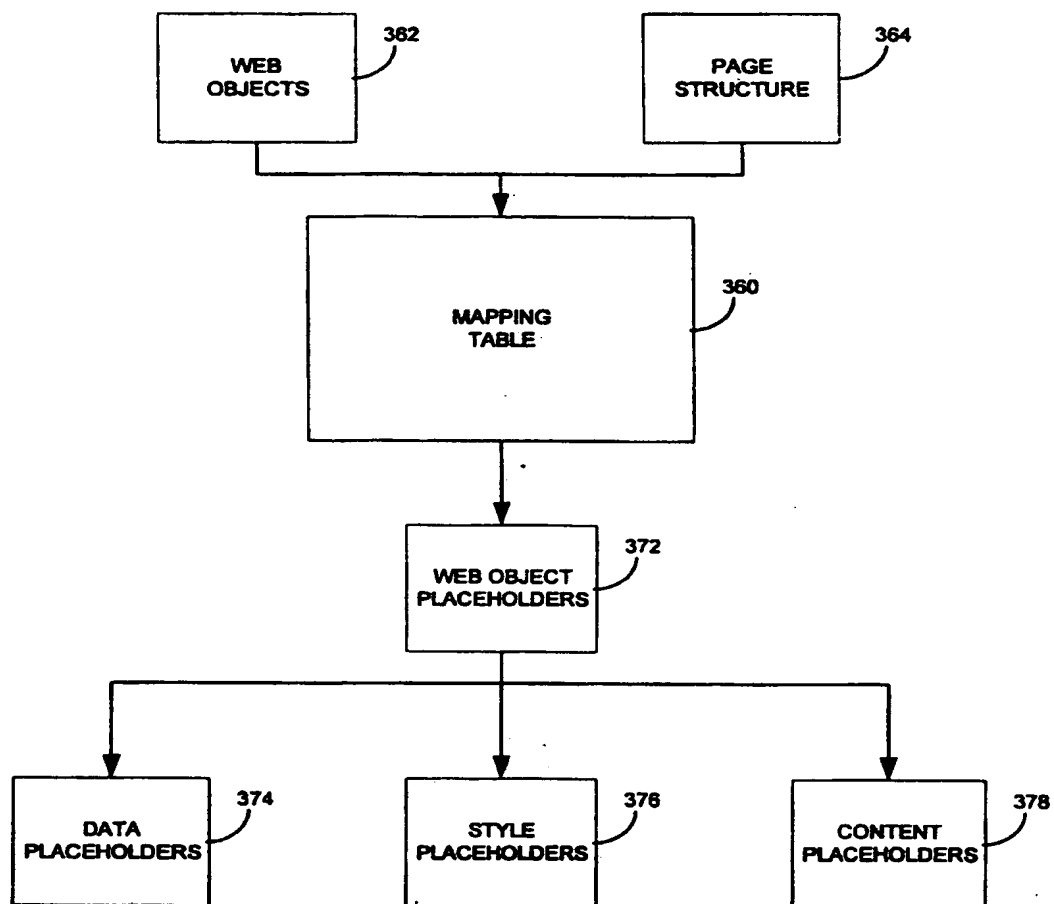 362
WEB
OBJECTS
364
PAGE
STRUCTURE
360
MAPPING
TABLE
372
WEB OBJECT
PLACEHOLDERS
374
DATA
PLACEHOLDERS
376
STYLE
PLACEHOLDERS
378
CONTENT
PLACEHOLDERS